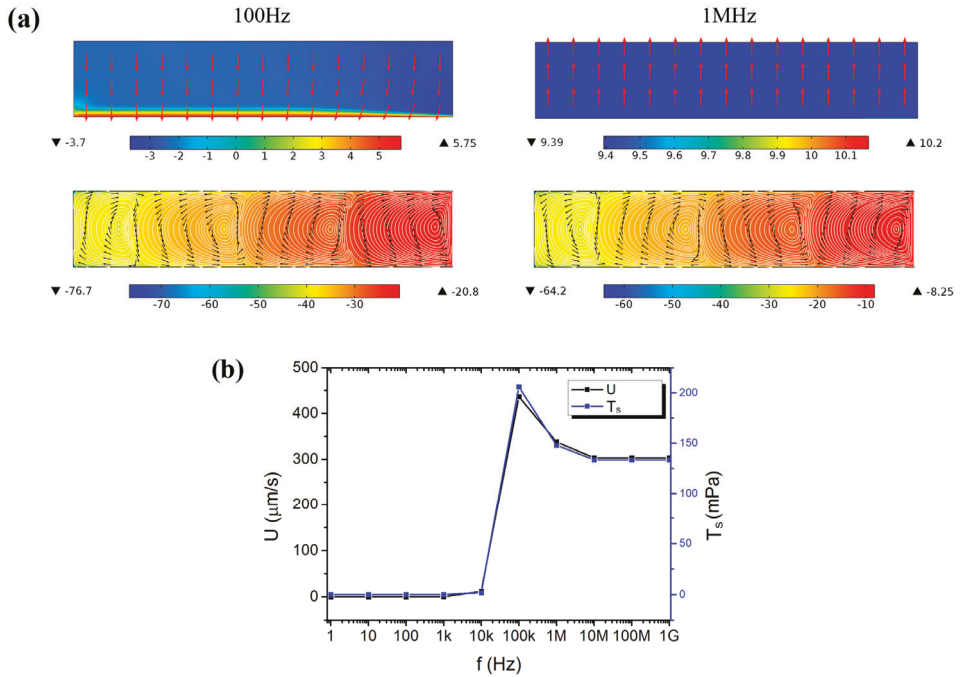 (a)
100Hz
1MHz
▼ -3.7
-3 -2 -1 0 1 2 3 4 5
▲ 5.75
▼ 9.39
9.4 9.5 9.6 9.7 9.8 9.9 10 10.1
▲ 10.2
▼ -76.7
-70 -60 -50 -40 -30
▲ -20.8
▼ -64.2
-60 -50 -40 -30 -20 -10
▲ -8.25
(b)
500
400
300
200
100
0
U (μm/s)
U
Ts
200
150
100
50
0
Ts (mPa)
1 10 100 1k 10k 100k 1M 10M 100M 1G
f (Hz)